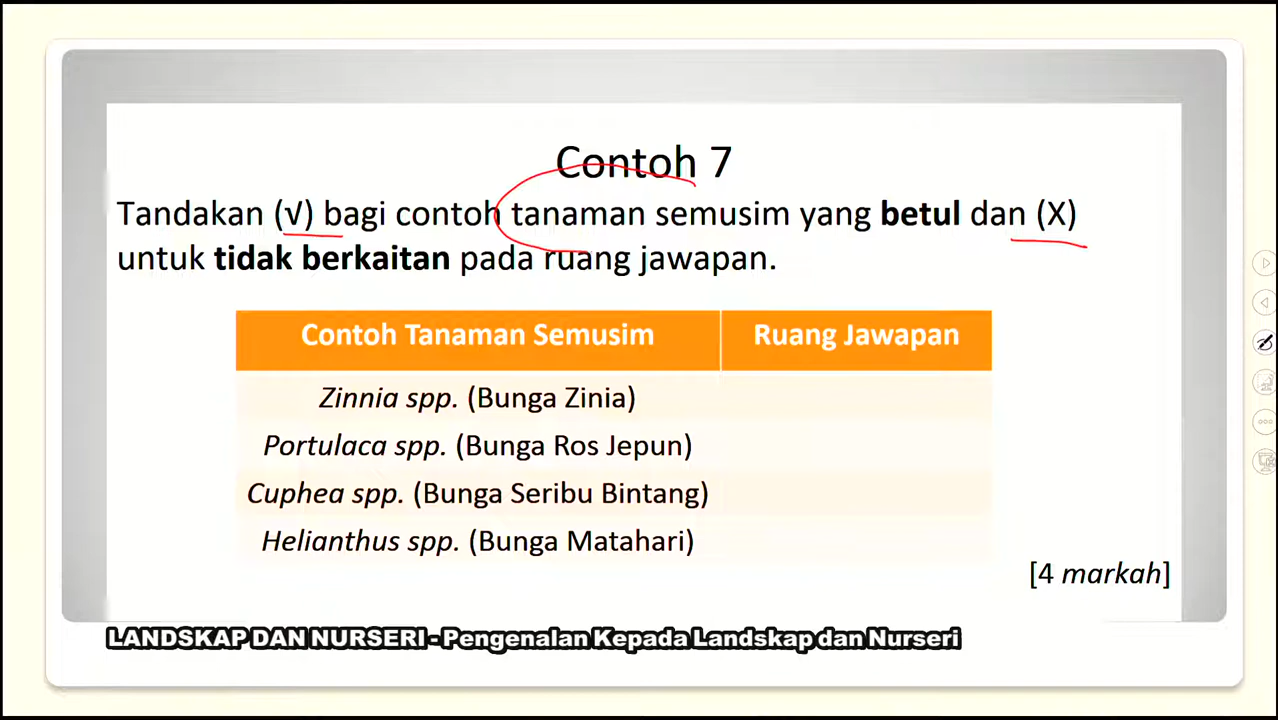 Contoh 7
Tandakan (√) bagi contoh tanaman semusim yang betul dan (X)
untuk tidak berkaitan pada ruang jawapan.
Contoh Tanaman Semusim Ruang Jawapan
Zinnia spp. (Bunga Zinia)
Portulaca spp. (Bunga Ros Jepun)
Cuphea spp. (Bunga Seribu Bintang)
Helianthus spp. (Bunga Matahari)
[4 markah]
LANDSKAP DAN NURSERI - Pengenalan Kepada Landskap dan Nurseri